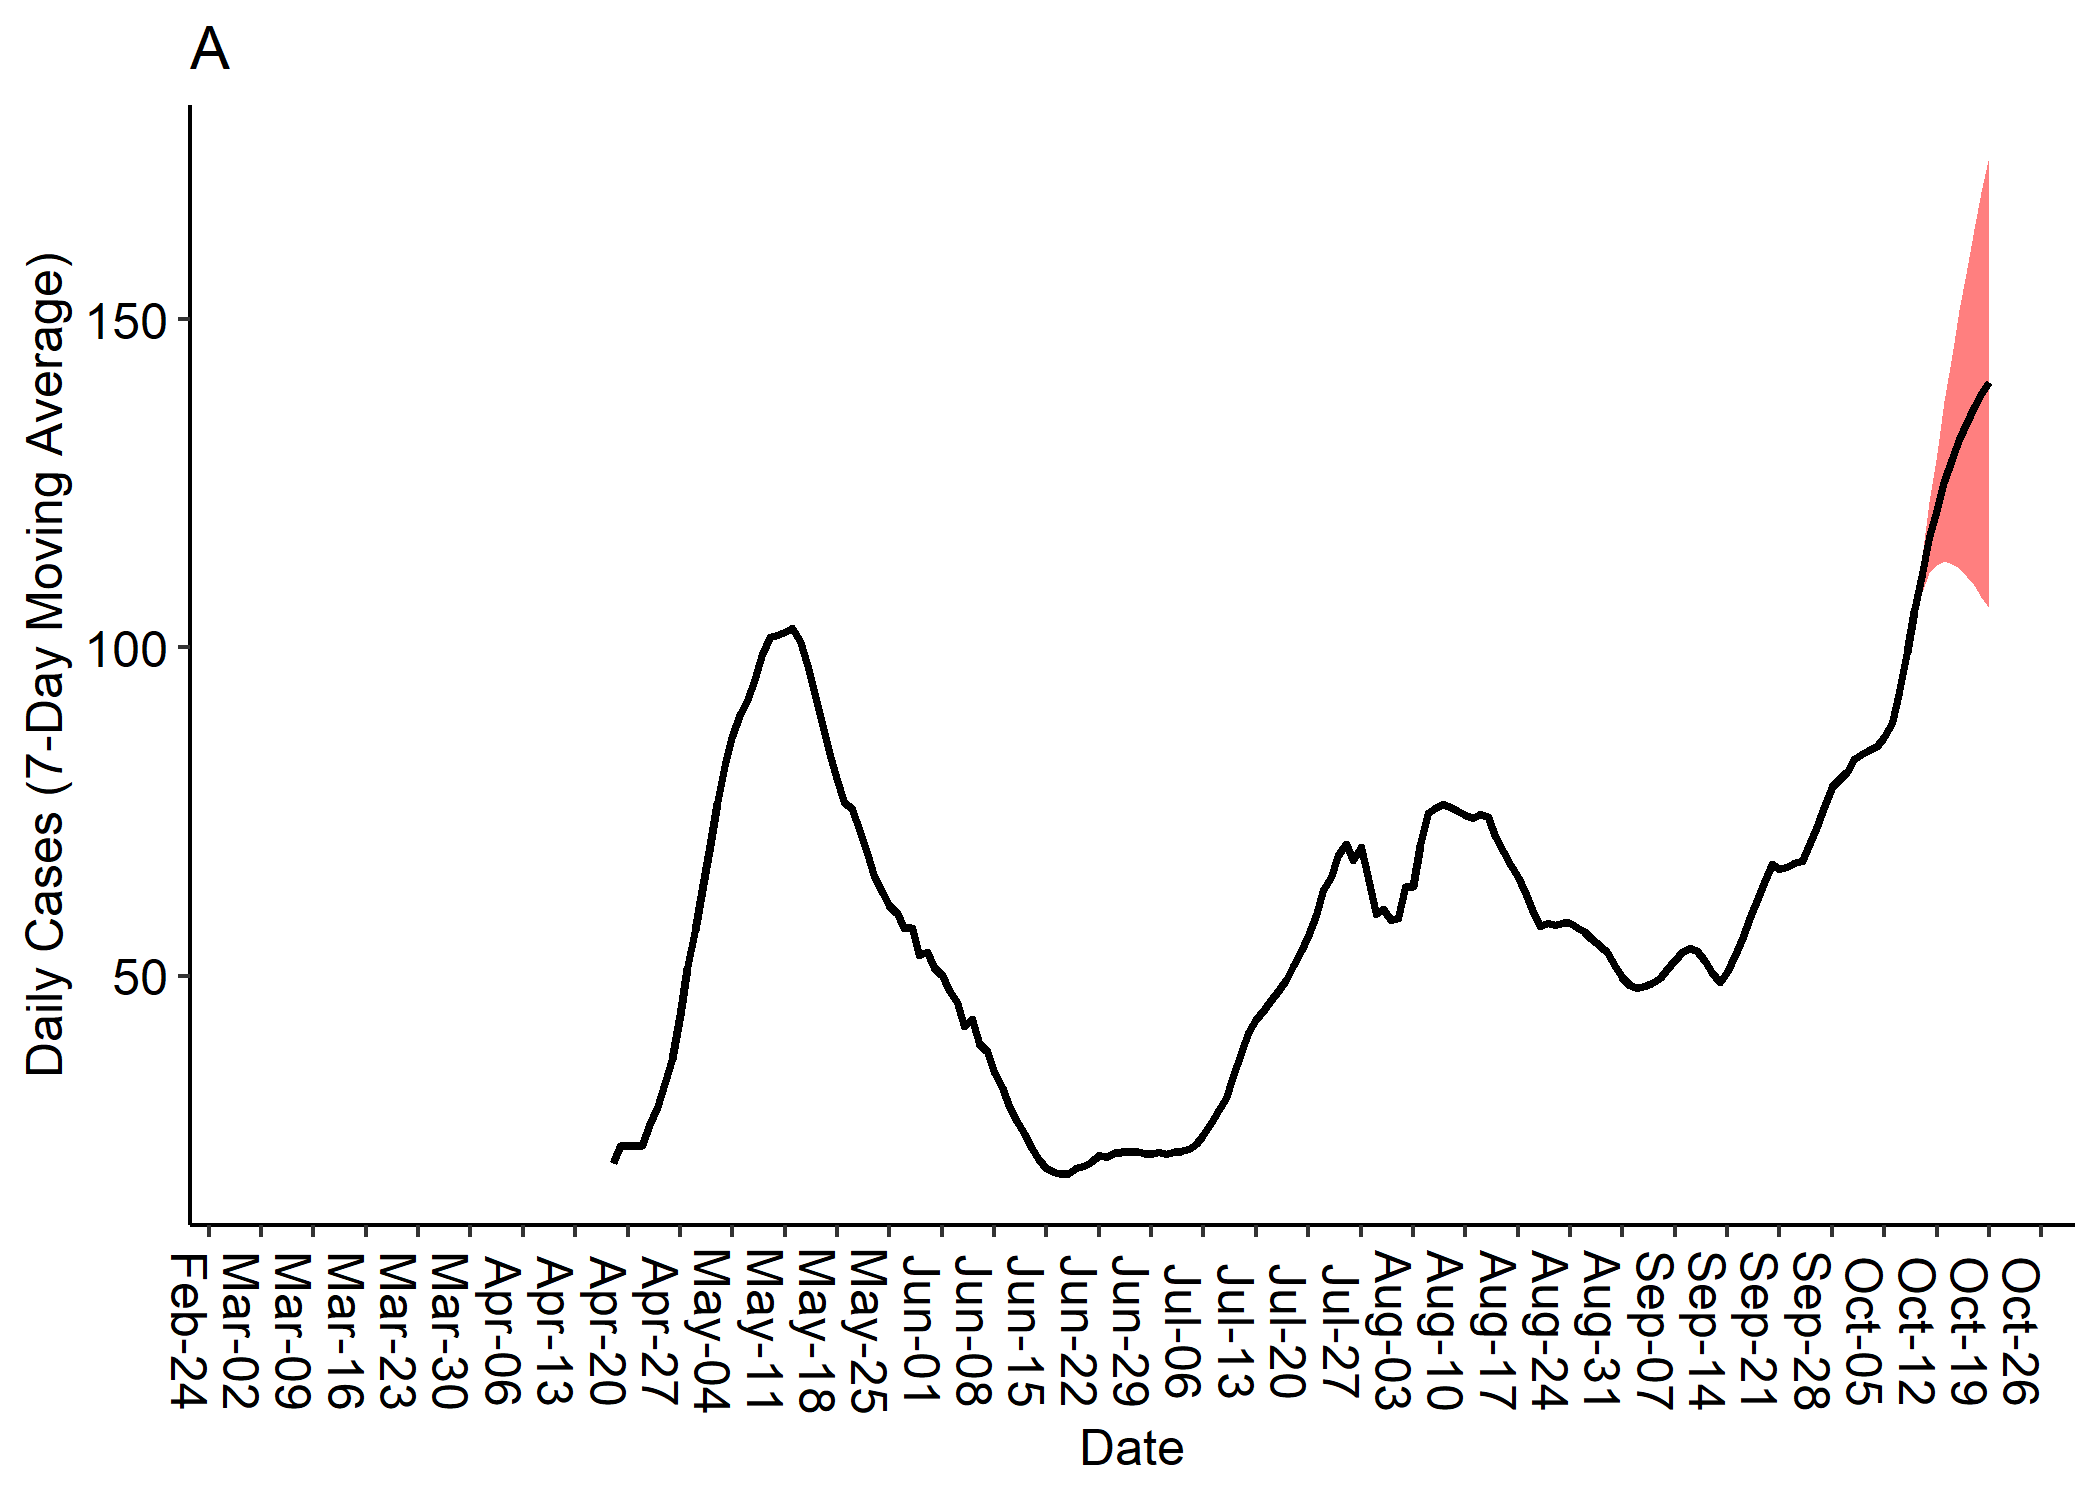 A
Daily Cases (7-Day Moving Average)
150
100
50
Feb-24
Mar-02
Mar-09
Mar-16
Mar-23
Mar-30
Apr-06
Apr-13
Apr-20
Apr-27
May-04
May-11
May-18
May-25
Jun-01
Jun-08
Jun-15
Jun-22
Jun-29
Jul-06
Jul-13
Jul-20
Jul-27
Aug-03
Aug-10
Aug-17
Aug-24
Aug-31
Sep-07
Sep-14
Sep-21
Sep-28
Oct-05
Oct-12
Oct-19
Oct-26
Date